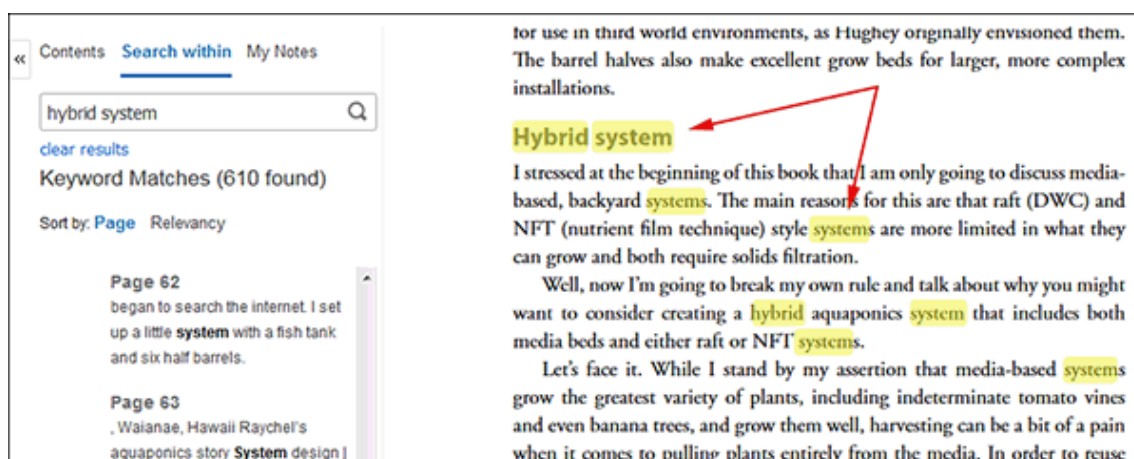 «
Contents Search within My Notes
hybrid system
clear results
Keyword Matches (610 found)
Sort by: Page Relevancy
Page 62
began to search the internet. I set
up a little system with a fish tank
and six half barrels.
Page 63
, Waianae, Hawaii Raychel's
aquaponics story System design |
for use in third world environments, as Hughey originally envisioned them.
The barrel halves also make excellent grow beds for larger, more complex
installations.
Hybrid system
I stressed at the beginning of this book that I am only going to discuss media-
based, backyard systems. The main reasons for this are that raft (DWC) and
NFT (nutrient film technique) style systems are more limited in what they
can grow and both require solids filtration.
Well, now I'm going to break my own rule and talk about why you might
want to consider creating a hybrid aquaponics system that includes both
media beds and either raft or NFT systems.
Let's face it. While I stand by my assertion that media-based systems
grow the greatest variety of plants, including indeterminate tomato vines
and even banana trees, and grow them well, harvesting can be a bit of a pain
when it comes to pulling plants entirely from the media. In order to reuse